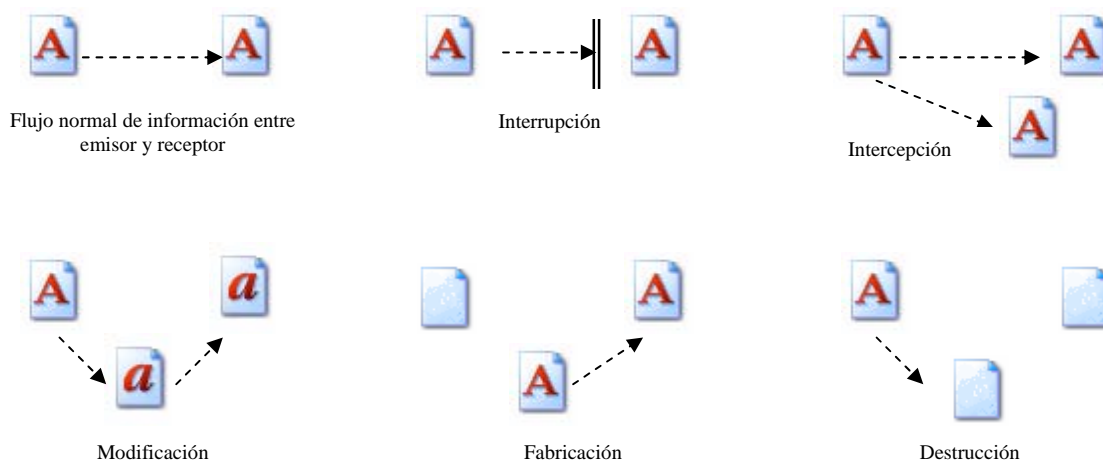 A A
Flujo normal de información entre
emisor y receptor
A A
Interrupción
A A
A
Intercepción
A a
a
Modificación
A
A
Fabricación
A
Destrucción